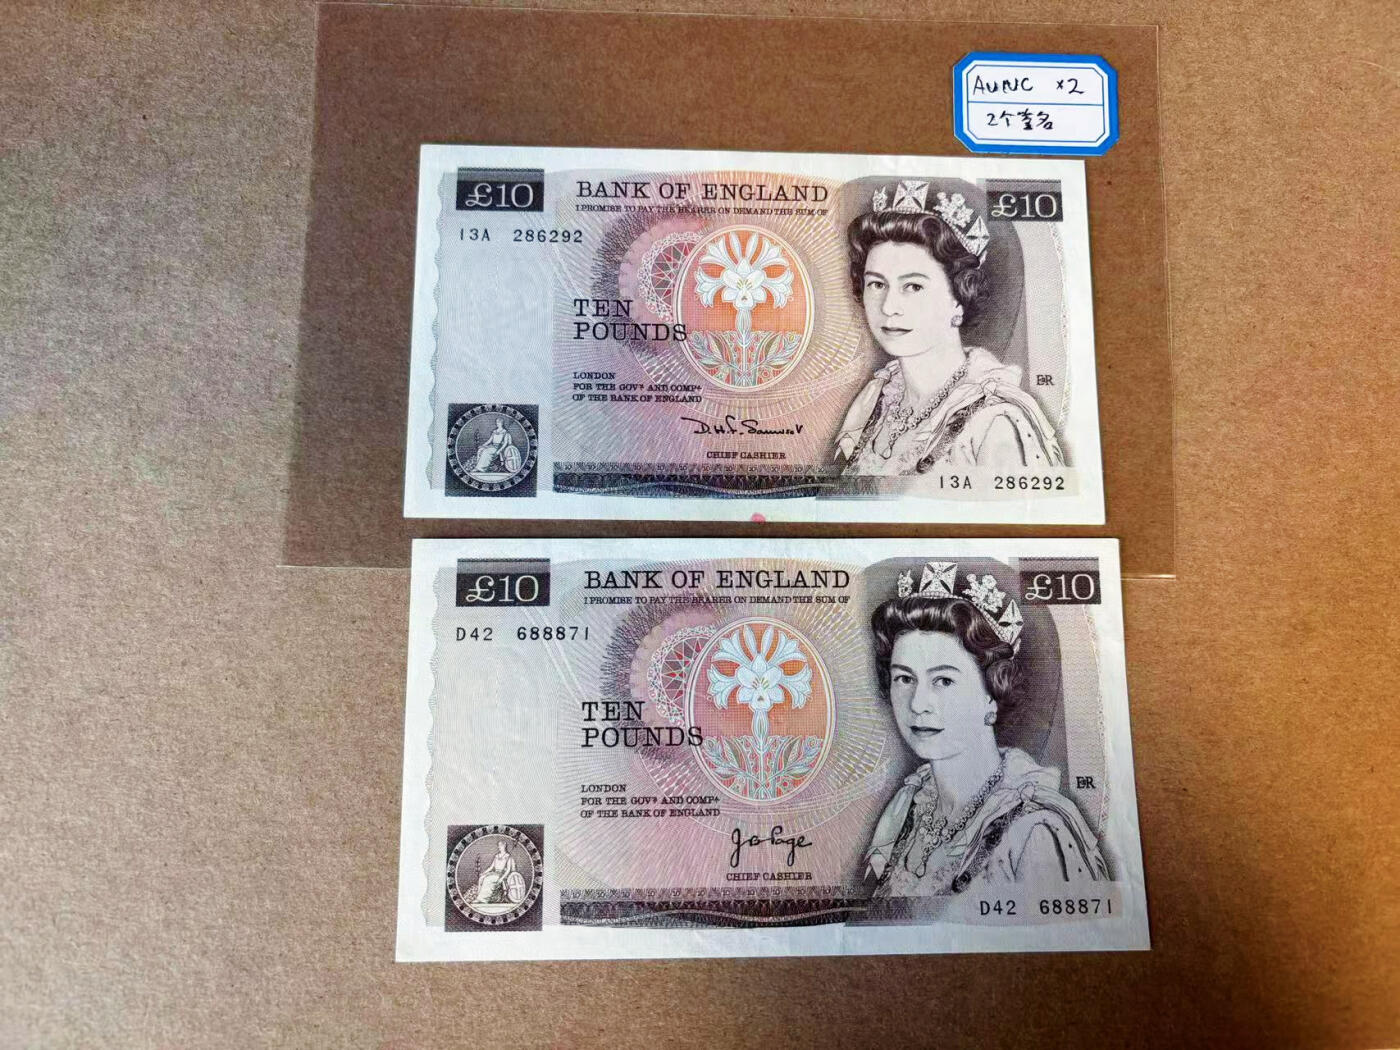 AUNC ×2
2个签名
£10
BANK OF ENGLAND
I PROMISE TO PAY THE BEARER ON DEMAND THE SUM OF
£10
13A 286292
TEN
POUNDS
LONDON
FOR THE GOVR AND COMPA
OF THE BANK OF ENGLAND
CHIEF CASHIER
EIIR
13A 286292
£10
BANK OF ENGLAND
I PROMISE TO PAY THE BEARER ON DEMAND THE SUM OF
£10
D42 688871
TEN
POUNDS
LONDON
FOR THE GOVR AND COMPA
OF THE BANK OF ENGLAND
J B Page
CHIEF CASHIER
EIIR
D42 688871